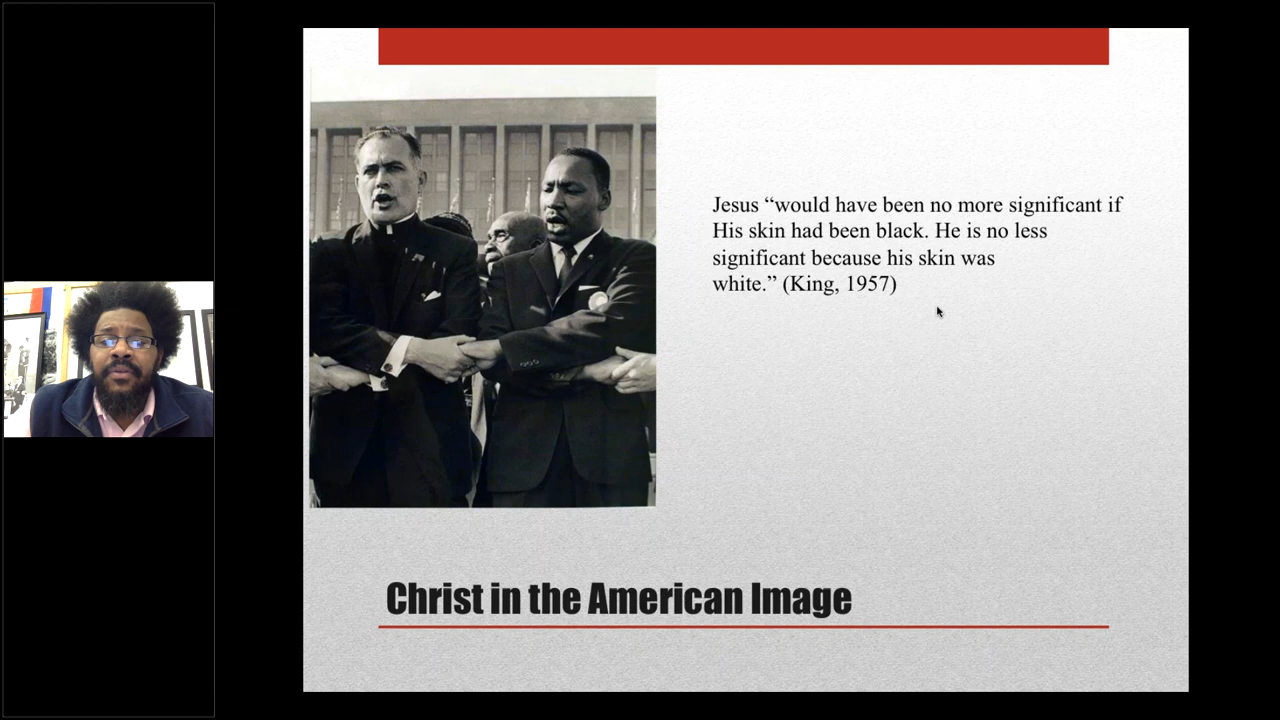 Jesus “would have been no more significant if
His skin had been black. He is no less
significant because his skin was
white.” (King, 1957)
Christ in the American Image